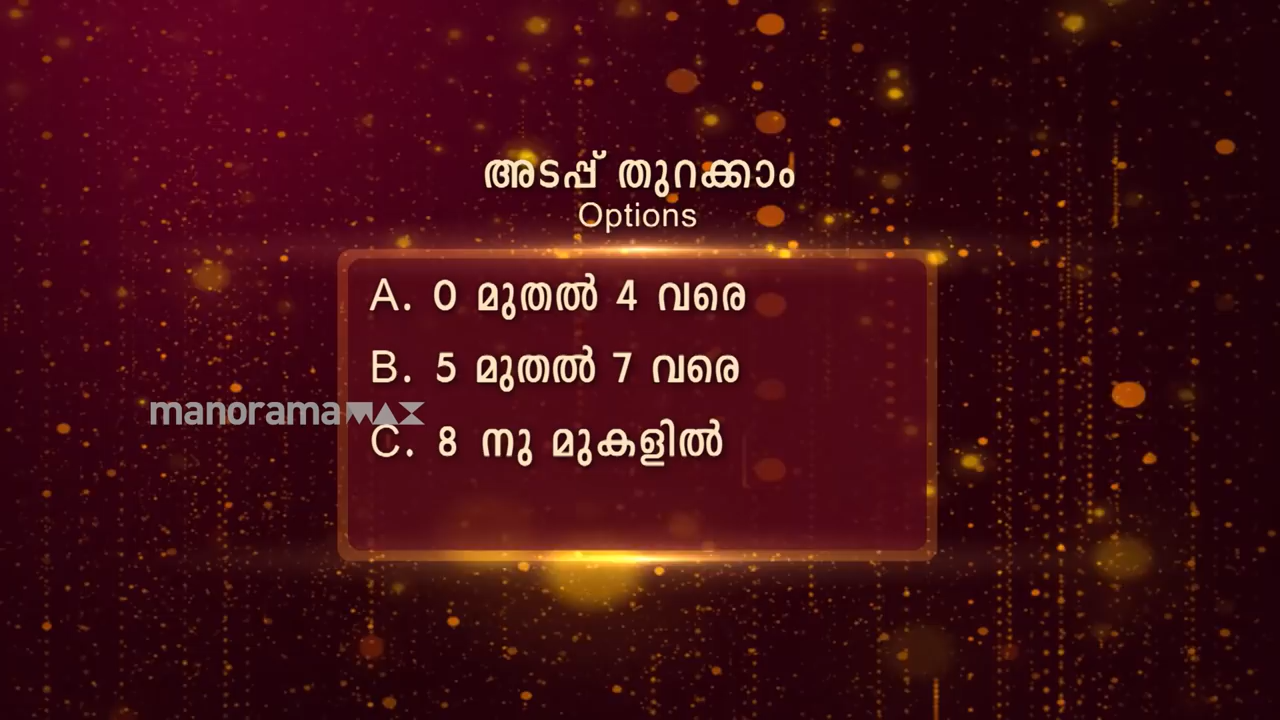 അടപ്പ് തുറക്കാം
Options
A. 0 മുതൽ 4 വരെ
B. 5 മുതൽ 7 വരെ
manoramaMAX
C. 8 നു മുകളിൽ